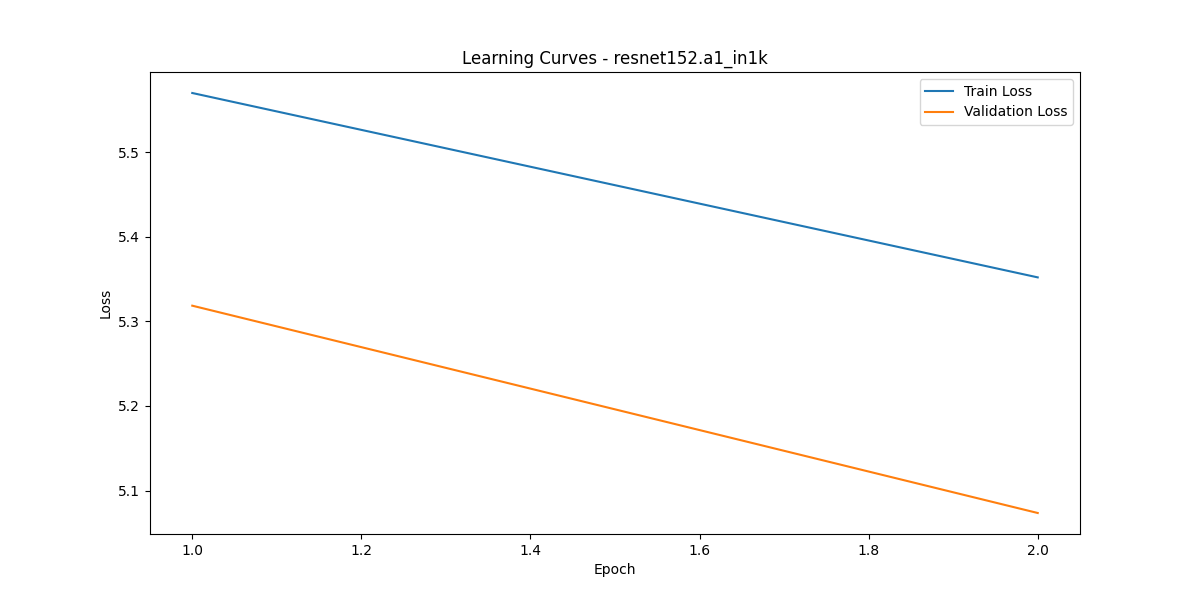 Learning Curves - resnet152.a1_in1k
Train Loss
Validation Loss
5.5
5.4
5.3
5.2
5.1
Loss
1.0 1.2 1.4 1.6 1.8 2.0
Epoch